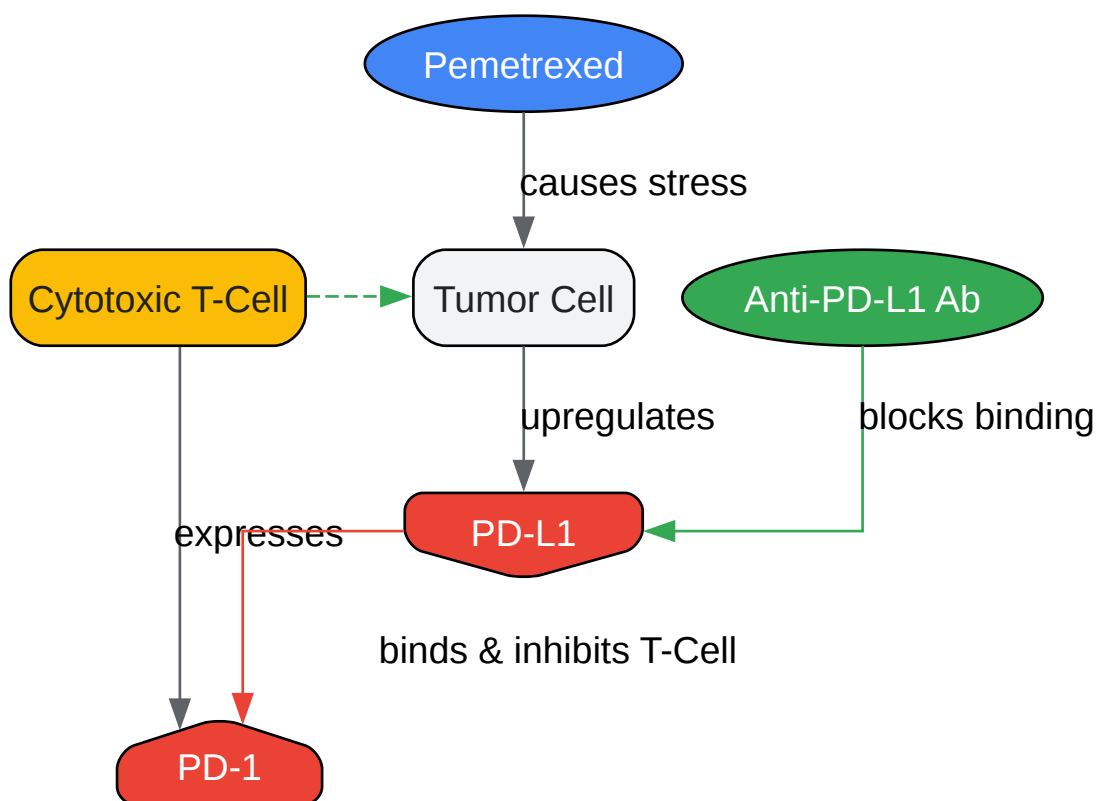 Pemetrexed
causes stress
Cytotoxic T-Cell
Tumor Cell
Anti-PD-L1 Ab
upregulates
blocks binding
expresses
PD-L1
binds & inhibits T-Cell
PD-1